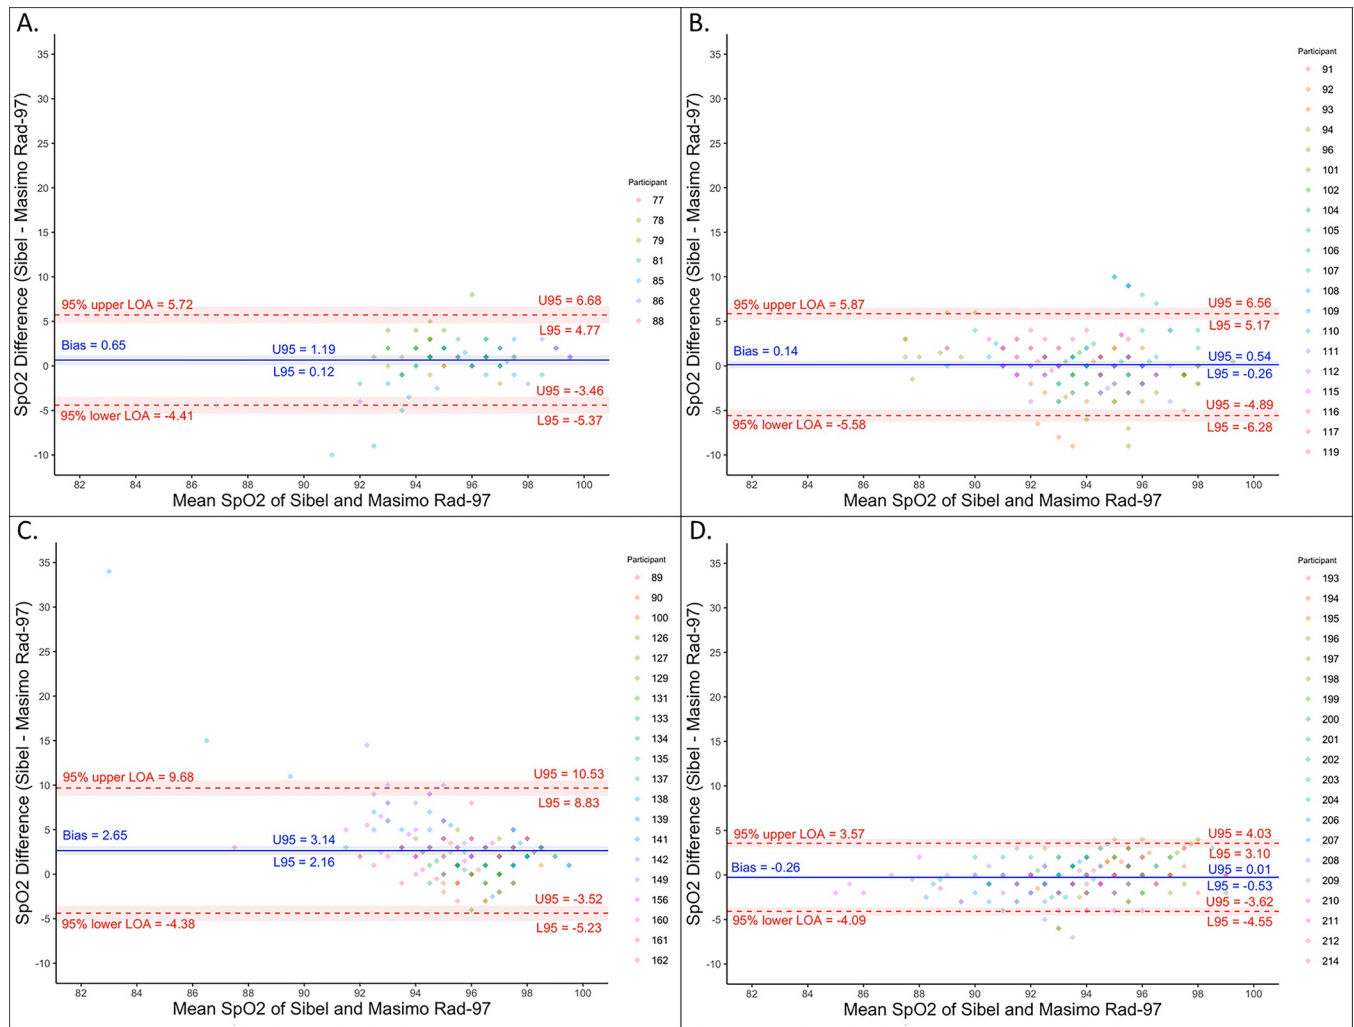 A.
SpO2 Difference (Sibel - Masimo Rad-97)
35
30
25
20
15
10
5
0
-5
-10
95% upper LOA = 5.72
U95 = 6.68
L95 = 4.77
Bias = 0.65
U95 = 1.19
L95 = 0.12
U95 = -3.46
95% lower LOA = -4.41
L95 = -5.37
82 84 86 88 90 92 94 96 98 100
Mean SpO2 of Sibel and Masimo Rad-97
Participant
77
78
79
81
85
86
88
B.
SpO2 Difference (Sibel - Masimo Rad-97)
35
30
25
20
15
10
5
0
-5
-10
95% upper LOA = 5.87
U95 = 6.56
L95 = 5.17
Bias = 0.14
U95 = 0.54
L95 = -0.26
U95 = -4.89
95% lower LOA = -5.58
L95 = -6.28
82 84 86 88 90 92 94 96 98 100
Mean SpO2 of Sibel and Masimo Rad-97
Participant
91
92
93
94
96
101
102
104
105
106
107
108
109
110
111
112
115
116
117
119
C.
SpO2 Difference (Sibel - Masimo Rad-97)
35
30
25
20
15
10
5
0
-5
-10
95% upper LOA = 9.68
U95 = 10.53
L95 = 8.83
Bias = 2.65
U95 = 3.14
L95 = 2.16
U95 = -3.52
95% lower LOA = -4.38
L95 = -5.23
82 84 86 88 90 92 94 96 98 100
Mean SpO2 of Sibel and Masimo Rad-97
Participant
89
90
100
126
127
129
131
133
134
135
137
138
139
141
142
149
156
160
161
162
D.
SpO2 Difference (Sibel - Masimo Rad-97)
35
30
25
20
15
10
5
0
-5
-10
95% upper LOA = 3.57
U95 = 4.03
L95 = 3.10
Bias = -0.26
U95 = 0.01
L95 = -0.53
U95 = -3.62
95% lower LOA = -4.09
L95 = -4.55
82 84 86 88 90 92 94 96 98 100
Mean SpO2 of Sibel and Masimo Rad-97
Participant
193
194
195
196
197
198
199
200
201
202
203
204
206
207
208
209
210
211
212
214